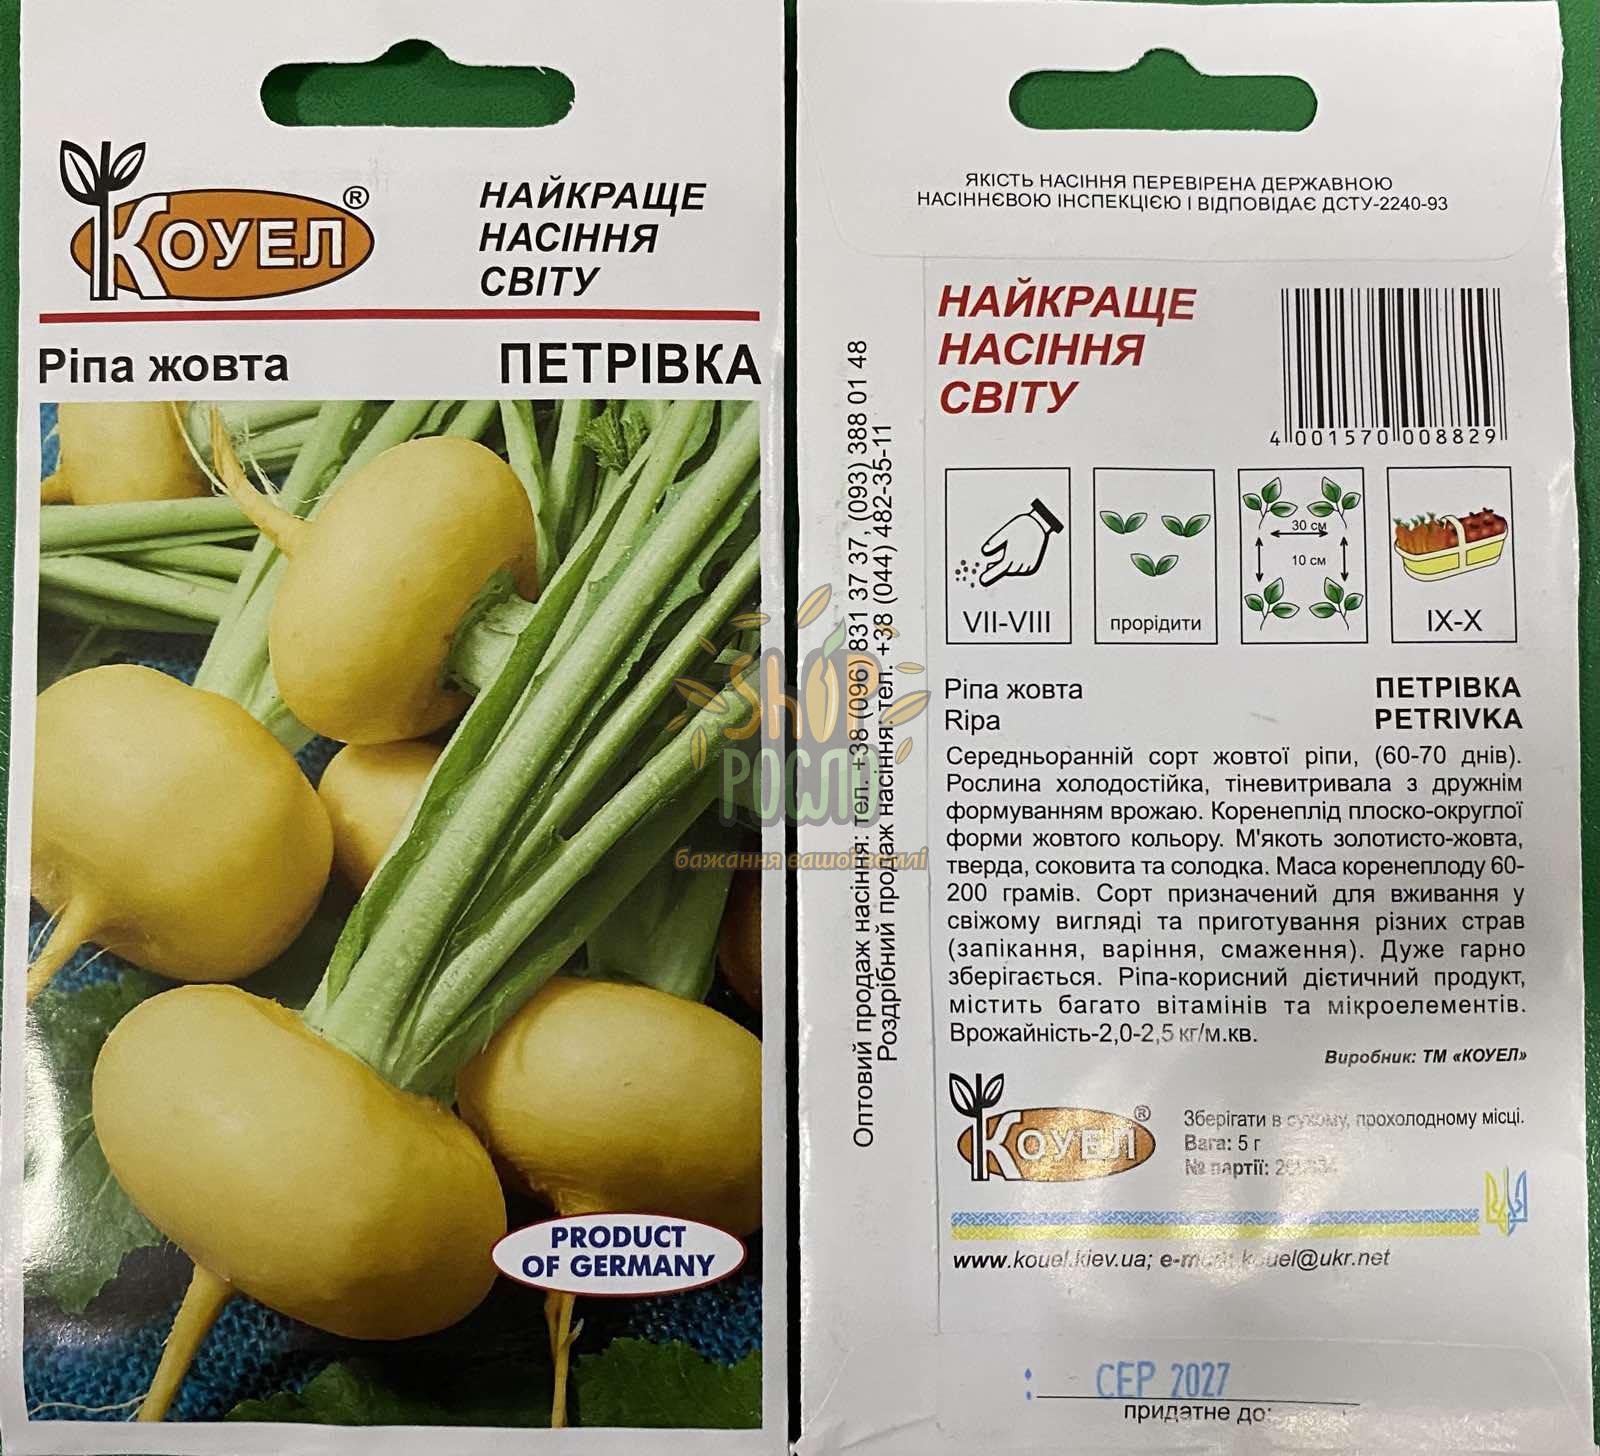 КОУЕЛ®
НАЙКРАЩЕ
НАСІННЯ
СВІТУ
Ріпа жовта ПЕТРІВКА
PRODUCT
OF GERMANY
SHOP
РОСЛО
бажання вашої землі
ЯКІСТЬ НАСІННЯ ПЕРЕВІРЕНА ДЕРЖАВНОЮ
НАСІННЄВОЮ ІНСПЕКЦІЄЮ І ВІДПОВІДАЄ ДСТУ-2240-93
НАЙКРАЩЕ
НАСІННЯ
СВІТУ
4 001570 008829
Оптовий продаж насіння: тел. +38 (096) 831 37 37, (093) 388 01 48
Роздрібний продаж насіння: тел. +38 (044) 482-35-11
VII-VIII
прорідити
30 см
10 см
IX-X
Ріпа жовта ПЕТРІВКА
Ripa PETRIVKA
Середньоранній сорт жовтої ріпи, (60-70 днів).
Рослина холодостійка, тіневитривала з дружнім
формуванням врожаю. Коренеплід плоско-округлої
форми жовтого кольору. М'якоть золотисто-жовта,
тверда, соковита та солодка. Маса коренеплоду 60-
200 грамів. Сорт призначений для вживання у
свіжому вигляді та приготування різних страв
(запікання, варіння, смаження). Дуже гарно
зберігається. Ріпа-корисний дієтичний продукт,
містить багато вітамінів та мікроелементів.
Врожайність-2,0-2,5 кг/м.кв.
Виробник: ТМ «КОУЕЛ»
КОУЕЛ®
Зберігати в сухому, прохолодному місці.
Вага: 5 г
№ партії:
www.kouel.kiev.ua; e-mail: kouel@ukr.net
СЕР 2027
придатне до: